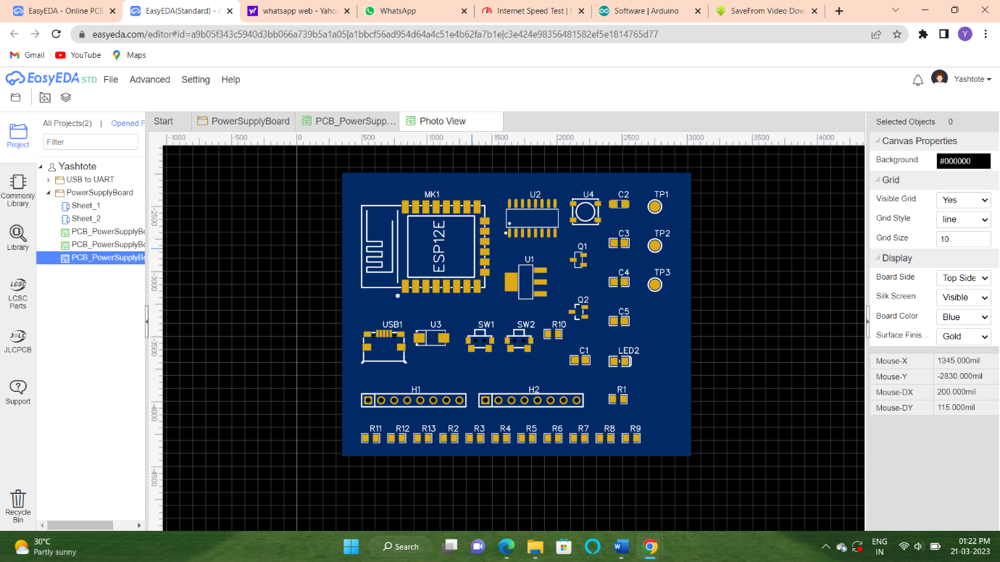 EasyEDA - Online PCB
EasyEDA(Standard) - A
whatsapp web - Yahoo
WhatsApp
Internet Speed Test |
Software | Arduino
SaveFrom Video Dow
easyeda.com/editor#id=a9b05f343c5940d3bb066a739b5a1a05|a1bbcf56ad954d64a4c51e4b62fa7b1e|c3e424e98356481582ef5e1814765d77
Y
Gmail YouTube Maps
EasyEDA STD File Advanced Setting Help
Yashtote
All Projects(2) | Opened P
Start PowerSupplyBoard PCB_PowerSupp... Photo View
Selected Objects 0
Project
Filter
Yashtote
USB to UART
PowerSupplyBoard
Sheet_1
Sheet_2
PCB_PowerSupplyBo
PCB_PowerSupplyBo
PCB_PowerSupplyBo
Commonly
Library
Library
LCSC
LCSC
Parts
J@LC
JLCPCB
Support
Recycle
Bin
-1000 -500 0 500 1000 1500 2000 2500 3000 3500 4000
-2500
-3000
-3500
-4000
-4500
MK1 U2 U4 C2 TP1
ESP12E
C3 TP2
Q1
U1 C4 TP3
Q2
C5
USB1 U3 SW1 SW2 R10
C1 LED2
H1 H2 R1
R11 R12 R13 R2 R3 R4 R5 R6 R7 R8 R9
Canvas Properties
Background #000000
Grid
Visible Grid Yes
Grid Style line
Grid Size 10
Display
Board Side Top Side
Silk Screen Visible
Board Color Blue
Surface Finis... Gold
Mouse-X 1345.000mil
Mouse-Y -2830.000mil
Mouse-DX 200.000mil
Mouse-DY 115.000mil
30°C
Partly sunny
Search
ENG
IN
01:22 PM
21-03-2023